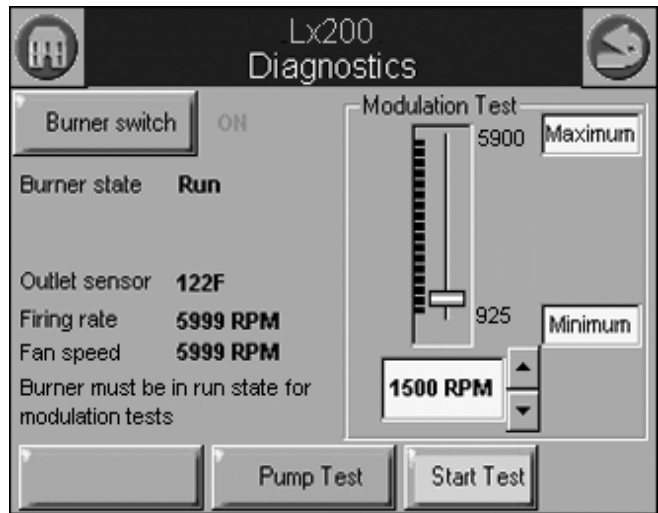 Lx200
Diagnostics
Burner switch ON
Burner state Run
Outlet sensor 122F
Firing rate 5999 RPM
Fan speed 5999 RPM
Burner must be in run state for
modulation tests
Modulation Test
5900 Maximum
925 Minimum
1500 RPM
Pump Test
Start Test